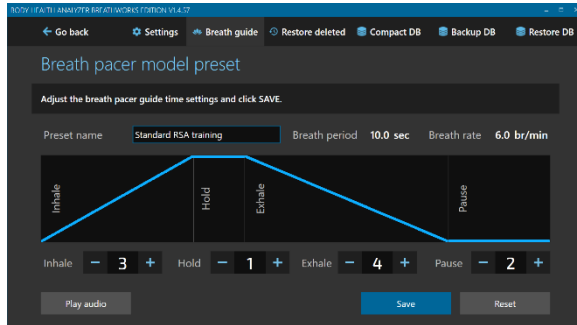 BODY HEALTH ANALYZER BREATHWORKS EDITION V1.4.57
Go back Settings Breath guide Restore deleted Compact DB Backup DB Restore DB
Breath pacer model preset
Adjust the breath pacer guide time settings and click SAVE.
Preset name Standard RSA training Breath period 10.0 sec Breath rate 6.0 br/min
Inhale Hold Exhale Pause
Inhale − 3 + Hold − 1 + Exhale − 4 + Pause − 2 +
Play audio Save Reset